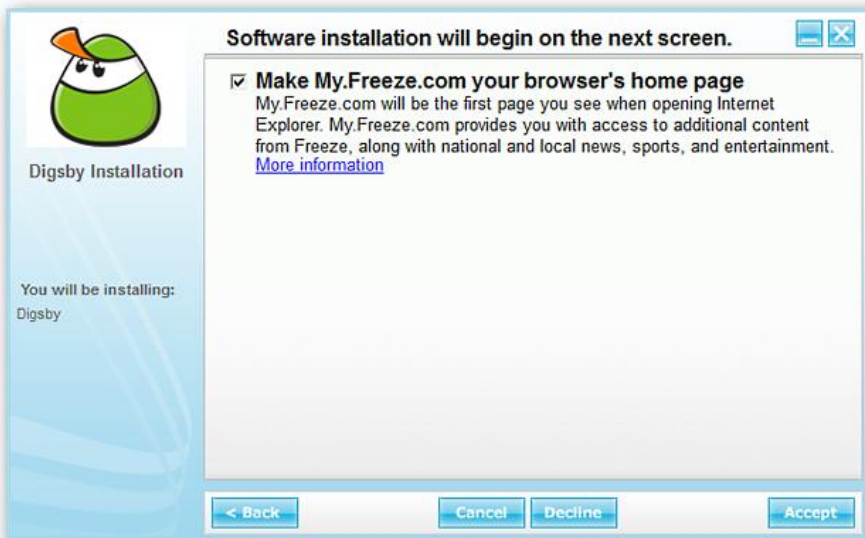 Software installation will begin on the next screen.
Make My.Freeze.com your browser's home page
My.Freeze.com will be the first page you see when opening Internet
Explorer. My.Freeze.com provides you with access to additional content
from Freeze, along with national and local news, sports, and entertainment.
More information
Digsby Installation
You will be installing:
Digsby
< Back
Cancel
Decline
Accept